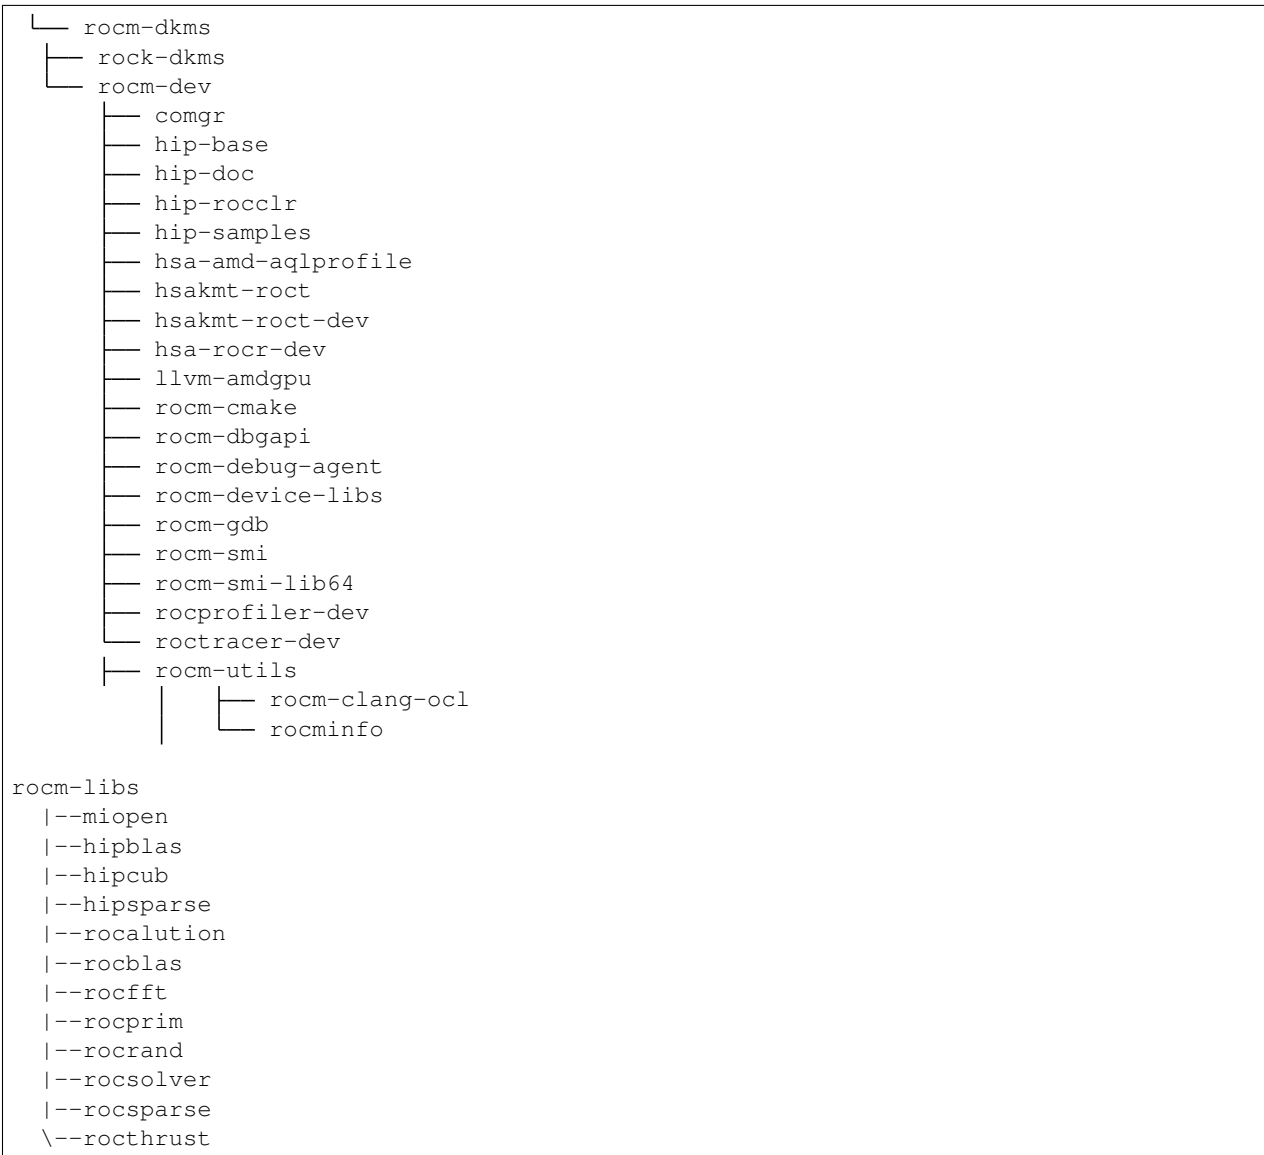 └── rocm-dkms
├── rock-dkms
└── rocm-dev
├── comgr
├── hip-base
├── hip-doc
├── hip-rocclr
├── hip-samples
├── hsa-amd-aqlprofile
├── hsakmt-roct
├── hsakmt-roct-dev
├── hsa-rocr-dev
├── llvm-amdgpu
├── rocm-cmake
├── rocm-dbgapi
├── rocm-debug-agent
├── rocm-device-libs
├── rocm-gdb
├── rocm-smi
├── rocm-smi-lib64
├── rocprofiler-dev
└── roctracer-dev
├── rocm-utils
│   ├── rocm-clang-ocl
│   └── rocminfo
rocm-libs
|--miopen
|--hipblas
|--hipcub
|--hipsparse
|--rocalution
|--rocblas
|--rocfft
|--rocprim
|--rocrand
|--rocsolver
|--rocsparse
\--rocthrust